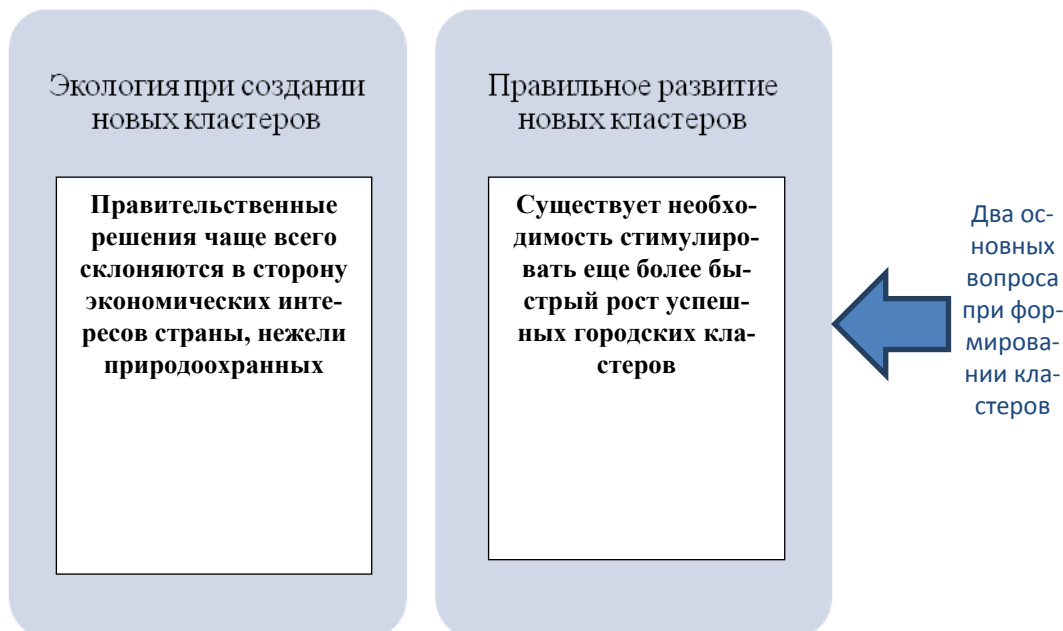 Экология при создании
новых кластеров
Правительственные
решения чаще всего
склоняются в сторону
экономических инте-
ресов страны, нежели
природоохранных
Правильное развитие
новых кластеров
Существует необхо-
димость стимулиро-
вать еще более бы-
стрый рост успеш-
ных городских кла-
стеров
Два ос-
новных
вопроса
при фор-
мирова-
нии кла-
стеров